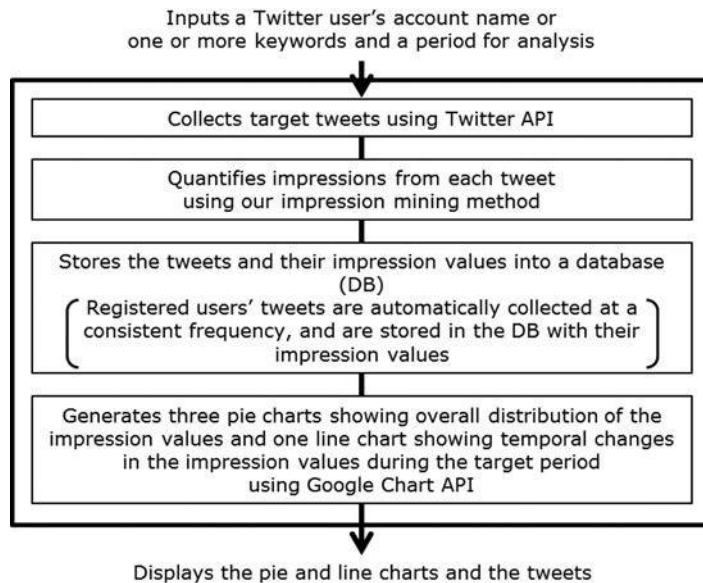 Inputs a Twitter user's account name or
one or more keywords and a period for analysis
Collects target tweets using Twitter API
Quantifies impressions from each tweet
using our impression mining method
Stores the tweets and their impression values into a database
(DB)
Registered users' tweets are automatically collected at a
consistent frequency, and are stored in the DB with their
impression values
Generates three pie charts showing overall distribution of the
impression values and one line chart showing temporal changes
in the impression values during the target period
using Google Chart API
Displays the pie and line charts and the tweets